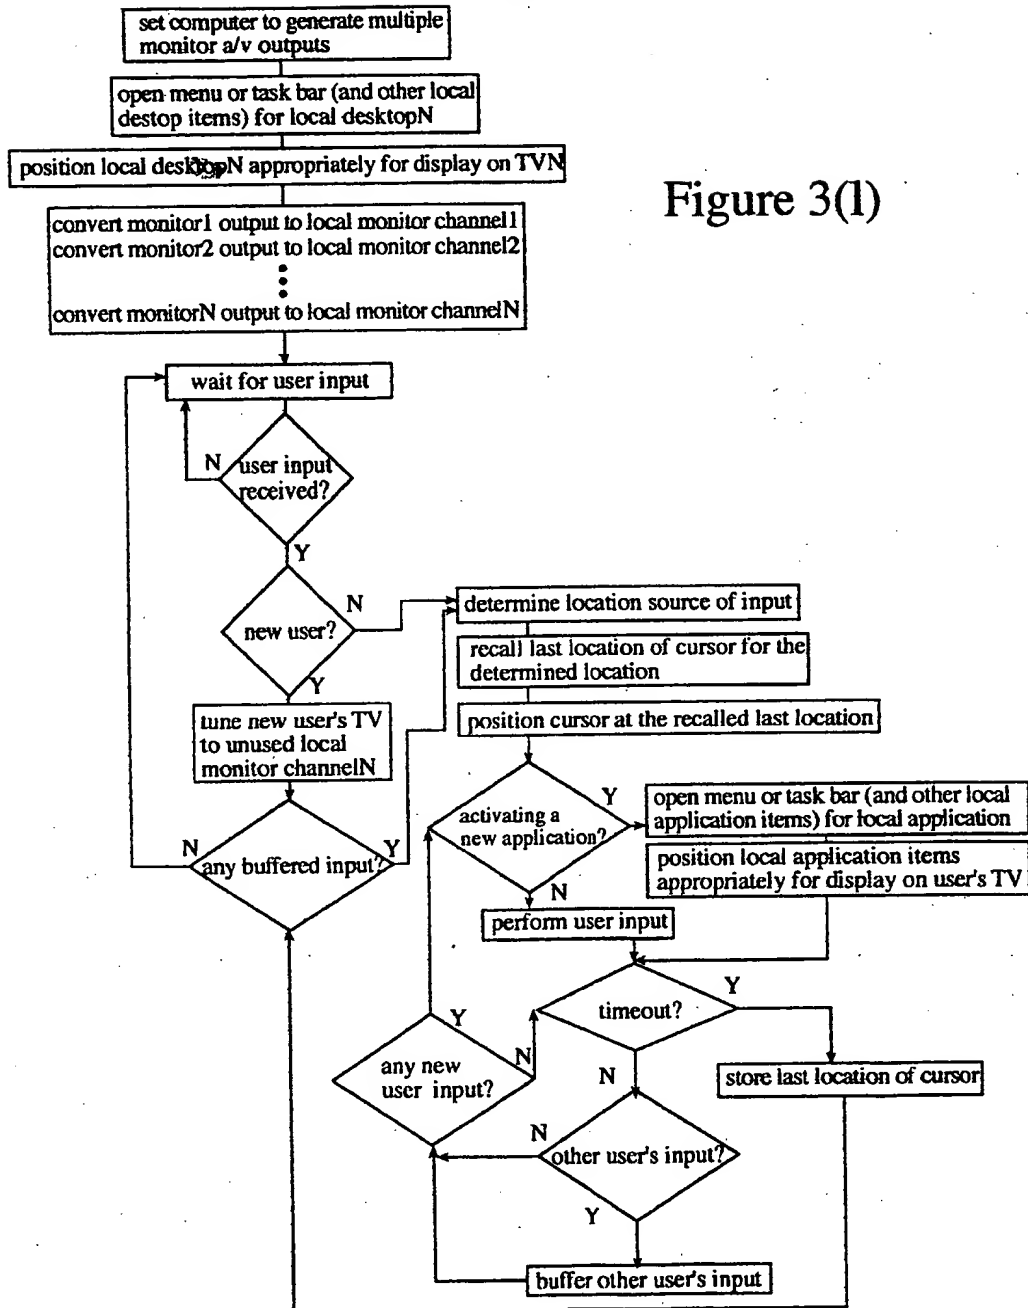 set computer to generate multiple
monitor a/v outputs
open menu or task bar (and other local
destop items) for local desktopN
position local desktopN appropriately for display on TVN
Figure 3(l)
convert monitor1 output to local monitor channel1
convert monitor2 output to local monitor channel2
convert monitorN output to local monitor channelN
wait for user input
N
user input
received?
Y
new user?
N
Y
determine location source of input
recall last location of cursor for the
determined location
position cursor at the recalled last location
tune new user's TV
to unused local
monitor channelN
N
any buffered input?
Y
activating a
new application?
Y
N
open menu or task bar (and other local
application items) for local application
position local application items
appropriately for display on user's TV
perform user input
timeout?
Y
N
store last location of cursor
Y
any new
user input?
N
N
other user's input?
Y
buffer other user's input